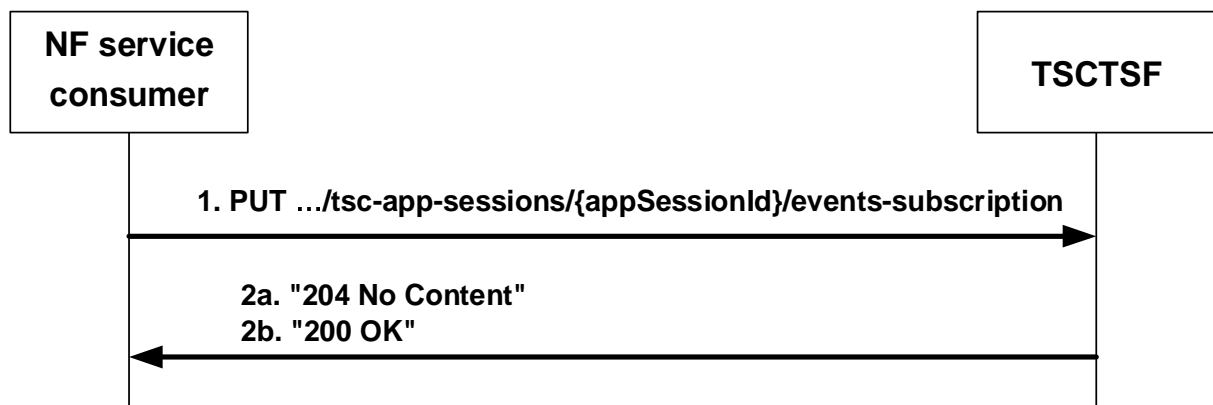 NF service
consumer
TSCTSF
1. PUT …/tsc-app-sessions/{appSessionId}/events-subscription
2a. "204 No Content"
2b. "200 OK"